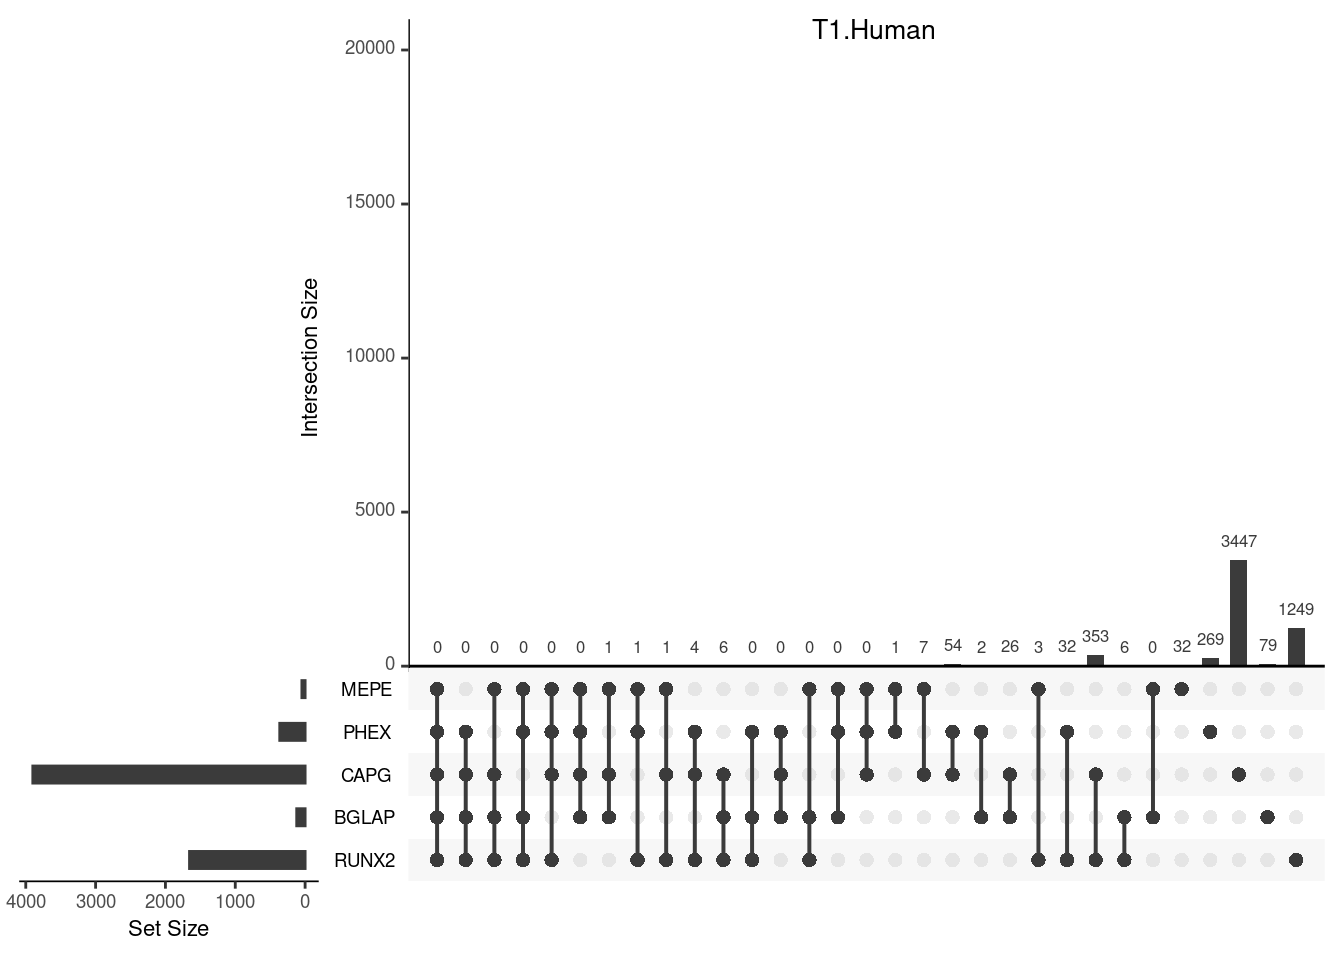 T1.Human
20000
15000
10000
5000
0
Intersection Size
0 0 0 0 0 0 1 1 1 4 6 0 0 0 0 0 1 7 54 2 26 3 32 353 6 0 32 269 3447 79 1249
MEPE
PHEX
CAPG
BGLAP
RUNX2
4000 3000 2000 1000 0
Set Size